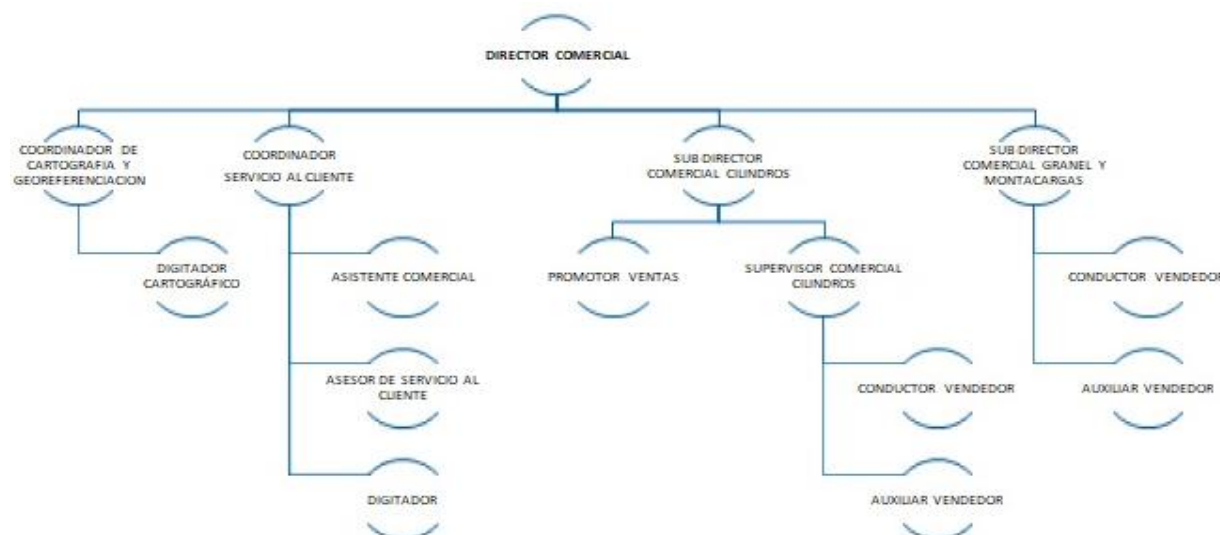 DIRECTOR COMERCIAL
COORDINADOR DE
CARTOGRAFIA Y
GEOREFERENCIACION
COORDINADOR
SERVICIO AL CLIENTE
SUB DIRECTOR
COMERCIAL CILINDROS
SUB DIRECTOR
COMERCIAL GRANEL Y
MONTACARGAS
DIGITADOR
CARTOGRÁFICO
ASISTENTE COMERCIAL
PROMOTOR VENTAS
SUPERVISOR COMERCIAL
CILINDROS
CONDUCTOR VENDEDOR
ASESOR DE SERVICIO AL
CLIENTE
CONDUCTOR VENDEDOR
AUXILIAR VENDEDOR
DIGITADOR
AUXILIAR VENDEDOR